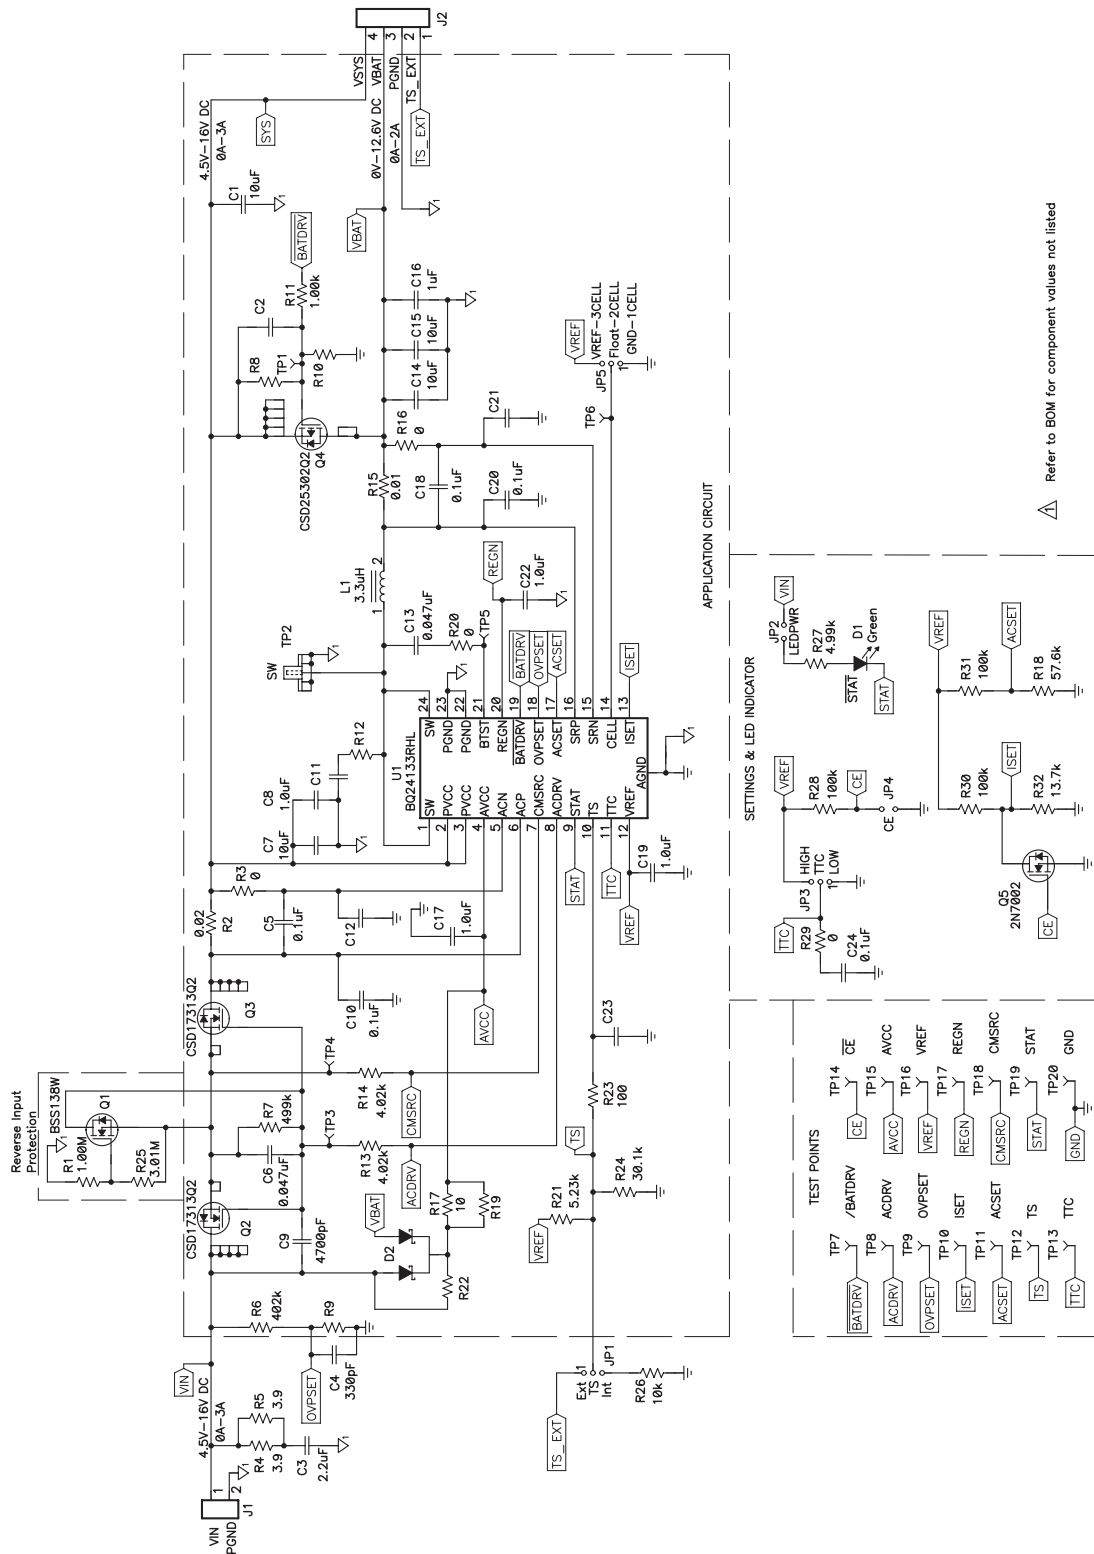 VIN
PGND
1
2
J1
4.5V-16V DC
0A-3A
VIN
R4
3.9
R5
3.9
C3
2.2uF
R6
402k
R9
C4
330pF
OVPSET
Reverse Input
Protection
R1
1.00M
R25
3.01M
BSS138W
Q1
CSD17313Q2
Q2
CSD17313Q2
Q3
C9
4700pF
C6
0.047uF
R7
499k
TP3
TP4
R13
4.02k
R14
4.02k
ACDRV
CMSRC
D2
VBAT
R22
R17
10
R19
AVCC
C10
0.1uF
C12
C5
0.1uF
0.02
R2
R3
0
C17
1.0uF
C7
10uF
C8
1.0uF
C11
R12
SW
TP2
U1
BQ24133RHL
1 SW
2 PVCC
3 PVCC
4 AVCC
5 ACN
6 ACP
7 CMSRC
8 ACDRV
9 STAT
10 TS
11 TTC
12 VREF
AGND
SW 24
PGND 23
PGND 22
BTST 21
REGN 20
BATDRV 19
OVPSET 18
ACSET 17
SRP 16
SRN 15
CELL 14
ISET 13
STAT
TTC
VREF
C19
1.0uF
BATDRV
OVPSET
ACSET
ISET
L1
3.3uH
1
2
C13
0.047uF
R20
0
TP5
REGN
C22
1.0uF
R15
0.01
R16
0
C18
0.1uF
C20
0.1uF
C21
CSD25302Q2
Q4
R8
C2
TP1
R10
R11
1.00k
BATDRV
C1
10uF
C14
10uF
C15
10uF
C16
1uF
VBAT
SYS
4.5V-16V DC
0A-3A
0V-12.6V DC
0A-2A
VSYS
VBAT
PGND
TS_EXT
4
3
2
1
J2
TS_EXT
TP6
JP5
1
VREF
VREF-3CELL
Float-2CELL
GND-1CELL
TS_EXT
Ext
TS
Int
1
JP1
R26
10k
VREF
R21
5.23k
R24
30.1k
TS
R23
100
C23
APPLICATION CIRCUIT
TEST POINTS
BATDRV TP7 /BATDRV
ACDRV TP8 ACDRV
OVPSET TP9 OVPSET
ISET TP10 ISET
ACSET TP11 ACSET
TS TP12 TS
TTC TP13 TTC
CE TP14 CE
AVCC TP15 AVCC
VREF TP16 VREF
REGN TP17 REGN
CMSRC TP18 CMSRC
STAT TP19 STAT
GND TP20 GND
SETTINGS & LED INDICATOR
TTC
R29
0
C24
0.1uF
JP3
HIGH
TTC
LOW
1
VREF
R28
100k
CE
CE
JP4
VIN
JP2
LEDPWR
R27
4.99k
D1
Green
STAT
STAT
Q5
2N7002
CE
R30
100k
ISET
R32
13.7k
VREF
R31
100k
ACSET
R18
57.6k
1 Refer to BOM for component values not listed